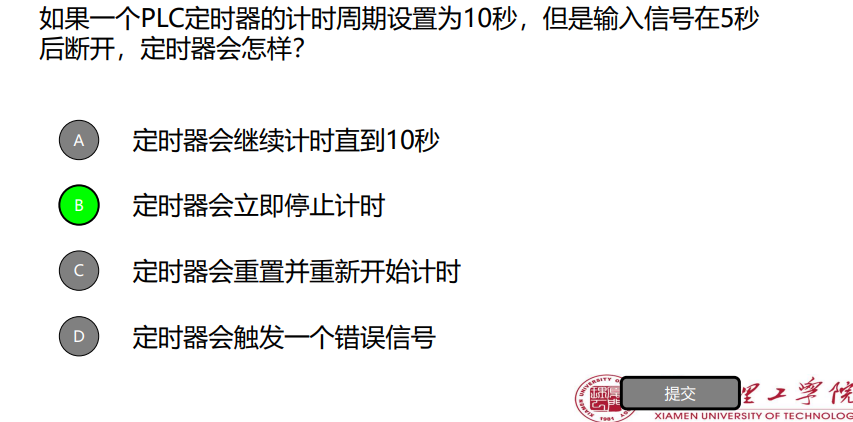 如果一个PLC定时器的计时周期设置为10秒，但是输入信号在5秒
后断开，定时器会怎样？
A 定时器会继续计时直到10秒
B 定时器会立即停止计时
C 定时器会重置并重新开始计时
D 定时器会触发一个错误信号
提交
理工学院
XIAMEN UNIVERSITY OF TECHNOLOG